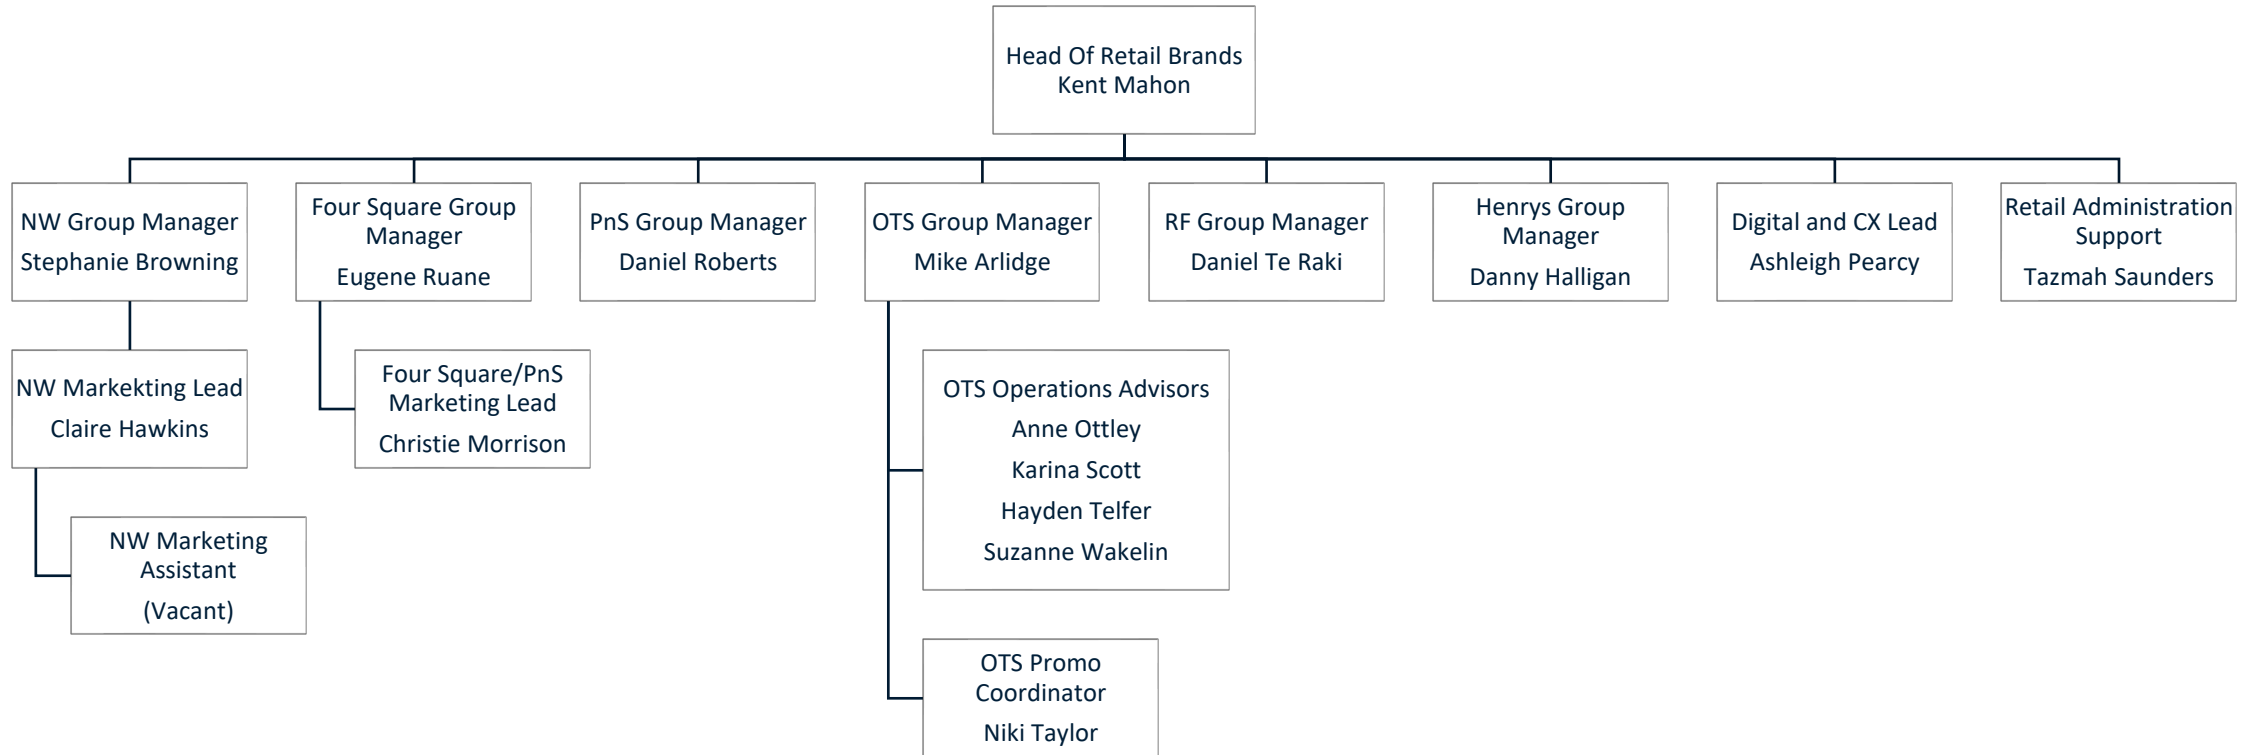 Head Of Retail Brands
Kent Mahon
NW Group Manager
Stephanie Browning
Four Square Group
Manager
Eugene Ruane
PnS Group Manager
Daniel Roberts
OTS Group Manager
Mike Arlidge
RF Group Manager
Daniel Te Raki
Henrys Group
Manager
Danny Halligan
Digital and CX Lead
Ashleigh Pearcy
Retail Administration
Support
Tazmah Saunders
NW Markekting Lead
Claire Hawkins
Four Square/PnS
Marketing Lead
Christie Morrison
OTS Operations Advisors
Anne Ottley
Karina Scott
Hayden Telfer
Suzanne Wakelin
NW Marketing
Assistant
(Vacant)
OTS Promo
Coordinator
Niki Taylor